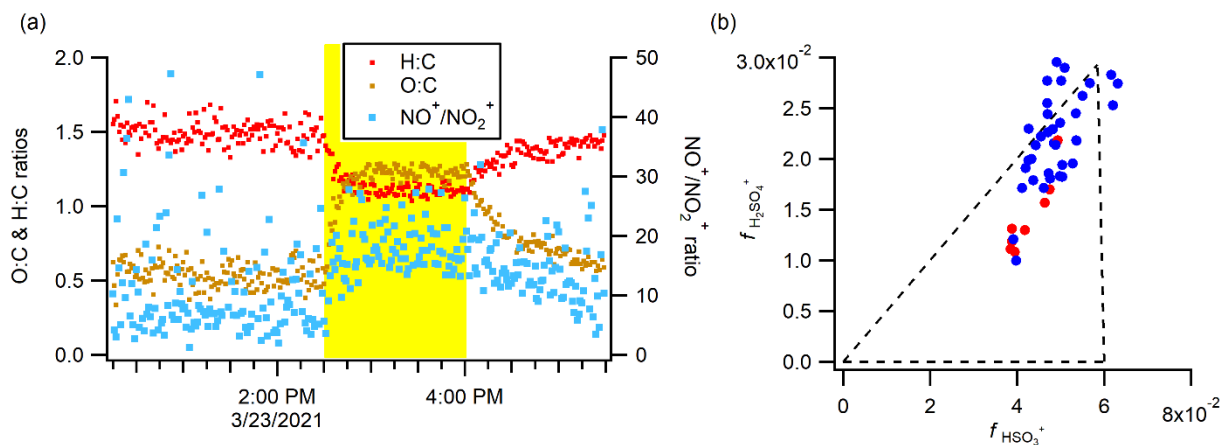 (a)
2.0
1.5
1.0
0.5
0.0
O:C & H:C ratios
H:C
O:C
NO⁺/NO₂⁺
50
40
30
20
10
0
NO⁺/NO₂⁺ ratio
2:00 PM
4:00 PM
3/23/2021
(b)
3.0x10⁻²
2.5
2.0
1.5
1.0
0.5
0.0
f H₂SO₄⁺
0
2
4
6
8x10⁻²
f HSO₃⁺